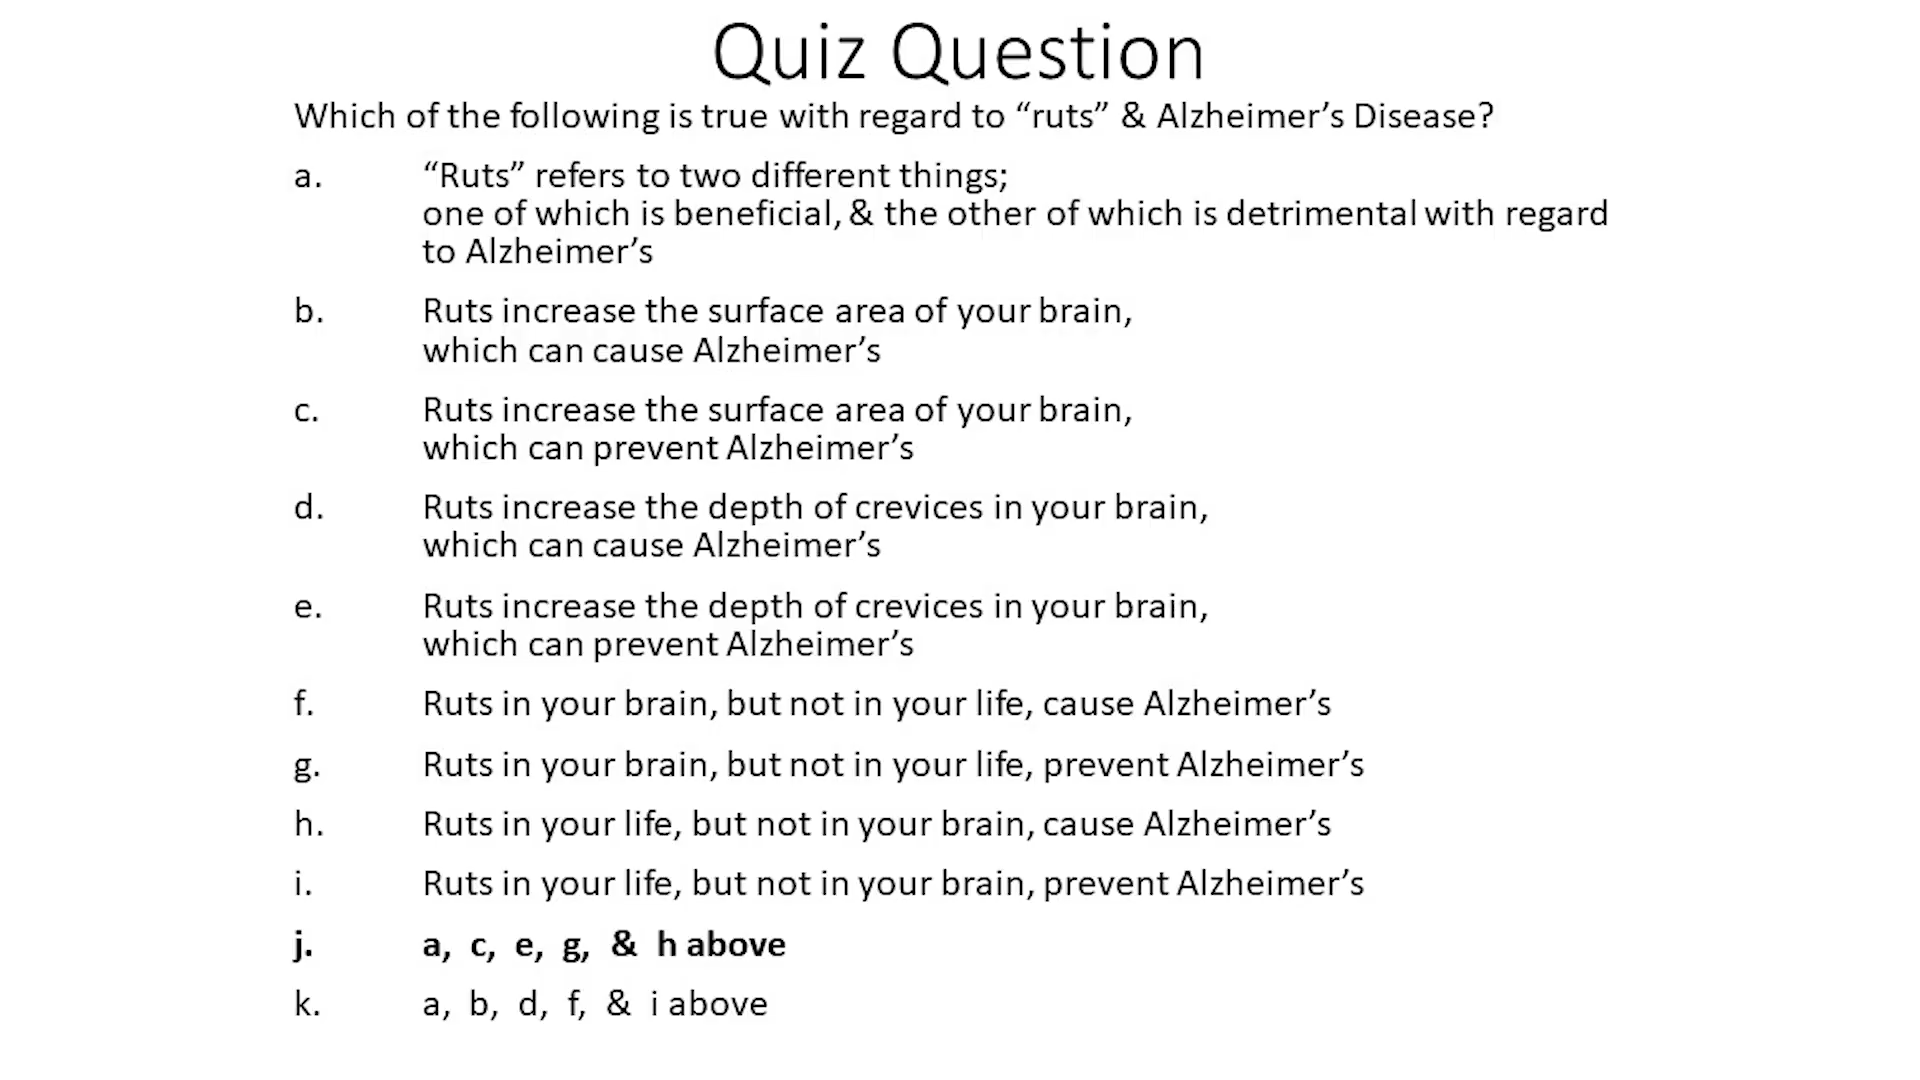 Quiz Question
Which of the following is true with regard to “ruts” & Alzheimer’s Disease?
a. “Ruts” refers to two different things;
one of which is beneficial, & the other of which is detrimental with regard
to Alzheimer’s
b. Ruts increase the surface area of your brain,
which can cause Alzheimer’s
c. Ruts increase the surface area of your brain,
which can prevent Alzheimer’s
d. Ruts increase the depth of crevices in your brain,
which can cause Alzheimer’s
e. Ruts increase the depth of crevices in your brain,
which can prevent Alzheimer’s
f. Ruts in your brain, but not in your life, cause Alzheimer’s
g. Ruts in your brain, but not in your life, prevent Alzheimer’s
h. Ruts in your life, but not in your brain, cause Alzheimer’s
i. Ruts in your life, but not in your brain, prevent Alzheimer’s
j. a, c, e, g, & h above
k. a, b, d, f, & i above